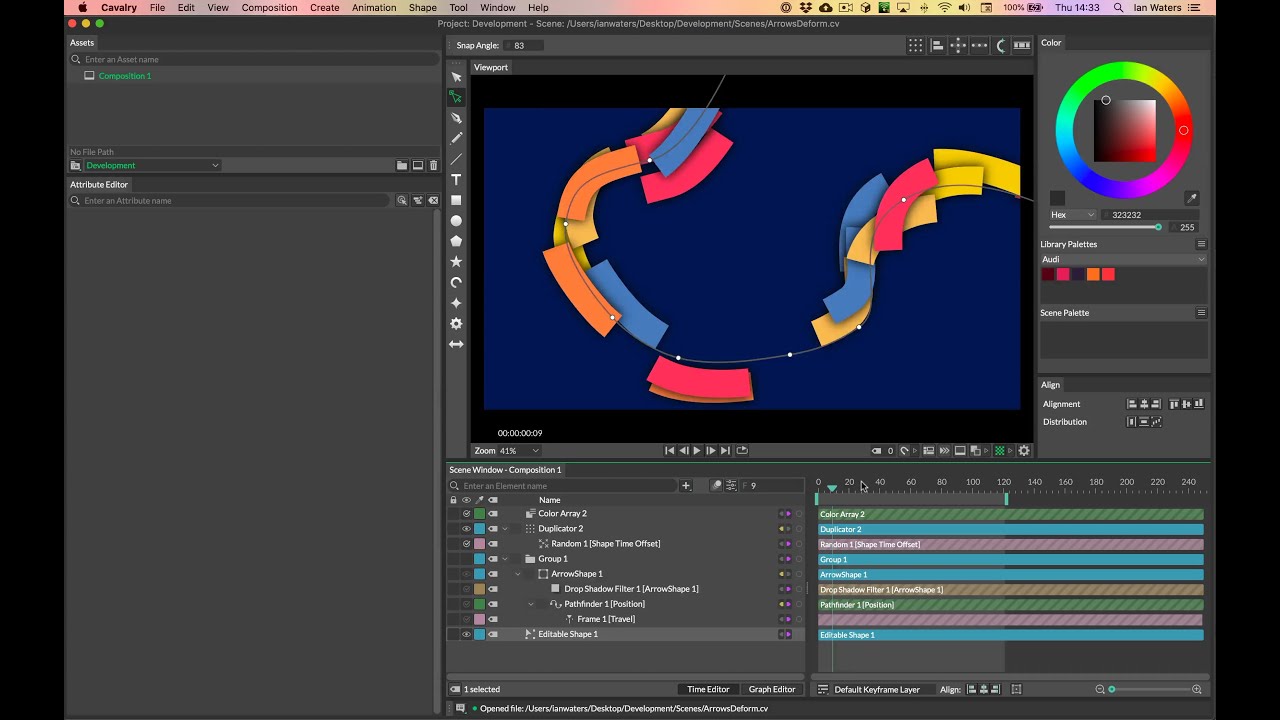 Cavalry Window Composition Create Animation Shape Tool Window Help 100% Thu 14:33 Ian Waters
Project: Development - Scene: /Users/ianwaters/Desktop/Development/Scenes/ArrowsDeform.cv
Assets
Enter an Asset name
Composition 1
No File Path
Development
Attribute Editor
Enter an Attribute name
Snap Angle: 83
Viewport
00:00:00:09
Zoom 41%
0
Color
Hex 323232
255
Library Palettes
Audi
Scene Palette
Align
Alignment
Distribution
Scene Window - Composition 1
Enter an Element name
F 9
0 20 40 60 80 100 120 140 160 180 200 220 240
Name
Color Array 2
Duplicator 2
Random 1 [Shape Time Offset]
Group 1
ArrowShape 1
Drop Shadow Filter 1 [ArrowShape 1]
Pathfinder 1 [Position]
Frame 1 [Travel]
Editable Shape 1
Color Array 2
Duplicator 2
Random 1 [Shape Time Offset]
Group 1
ArrowShape 1
Drop Shadow Filter 1 [ArrowShape 1]
Pathfinder 1 [Position]
Editable Shape 1
1 selected
Time Editor
Graph Editor
Default Keyframe Layer
Align:
Opened file: /Users/ianwaters/Desktop/Development/Scenes/ArrowsDeform.cv